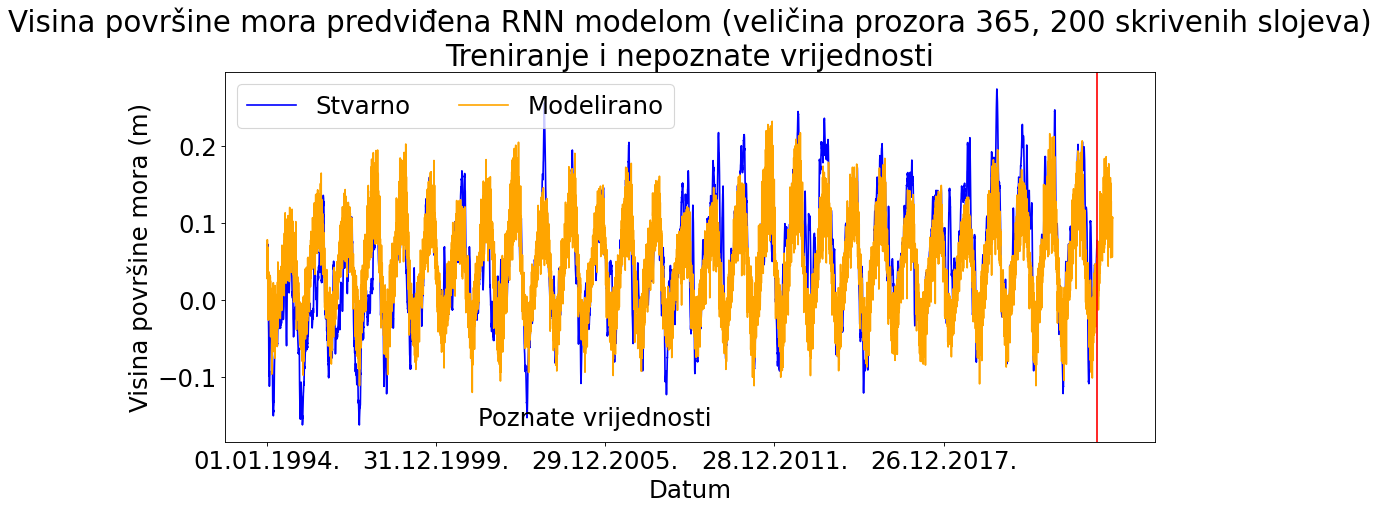 Visina površine mora predviđena RNN modelom (veličina prozora 365, 200 skrivenih slojeva)
Treniranje i nepoznate vrijednosti
Stvarno Modelirano
Visina površine mora (m)
0.2
0.1
0.0
−0.1
Poznate vrijednosti
01.01.1994. 31.12.1999. 29.12.2005. 28.12.2011. 26.12.2017.
Datum